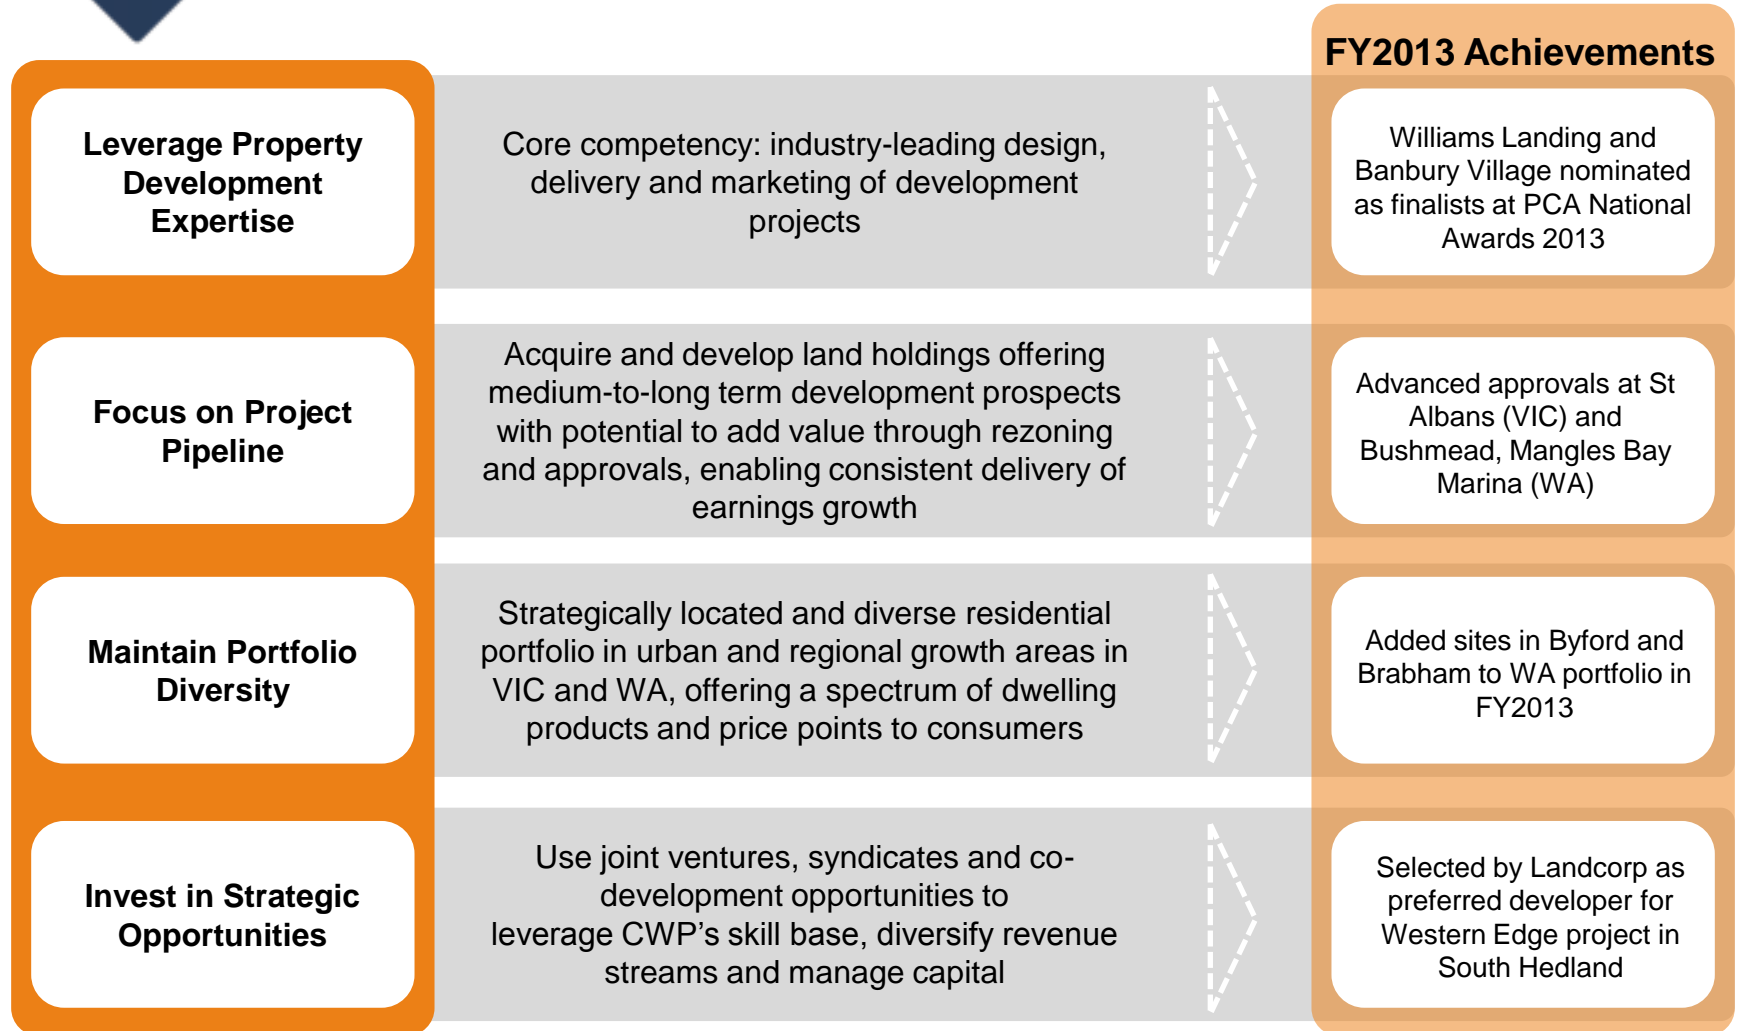 FY2013 Achievements
Leverage Property
Development
Expertise
Core competency: industry-leading design,
delivery and marketing of development
projects
Williams Landing and
Banbury Village nominated
as finalists at PCA National
Awards 2013
Focus on Project
Pipeline
Acquire and develop land holdings offering
medium-to-long term development prospects
with potential to add value through rezoning
and approvals, enabling consistent delivery of
earnings growth
Advanced approvals at St
Albans (VIC) and
Bushmead, Mangles Bay
Marina (WA)
Maintain Portfolio
Diversity
Strategically located and diverse residential
portfolio in urban and regional growth areas in
VIC and WA, offering a spectrum of dwelling
products and price points to consumers
Added sites in Byford and
Brabham to WA portfolio in
FY2013
Invest in Strategic
Opportunities
Use joint ventures, syndicates and co-
development opportunities to
leverage CWP’s skill base, diversify revenue
streams and manage capital
Selected by Landcorp as
preferred developer for
Western Edge project in
South Hedland